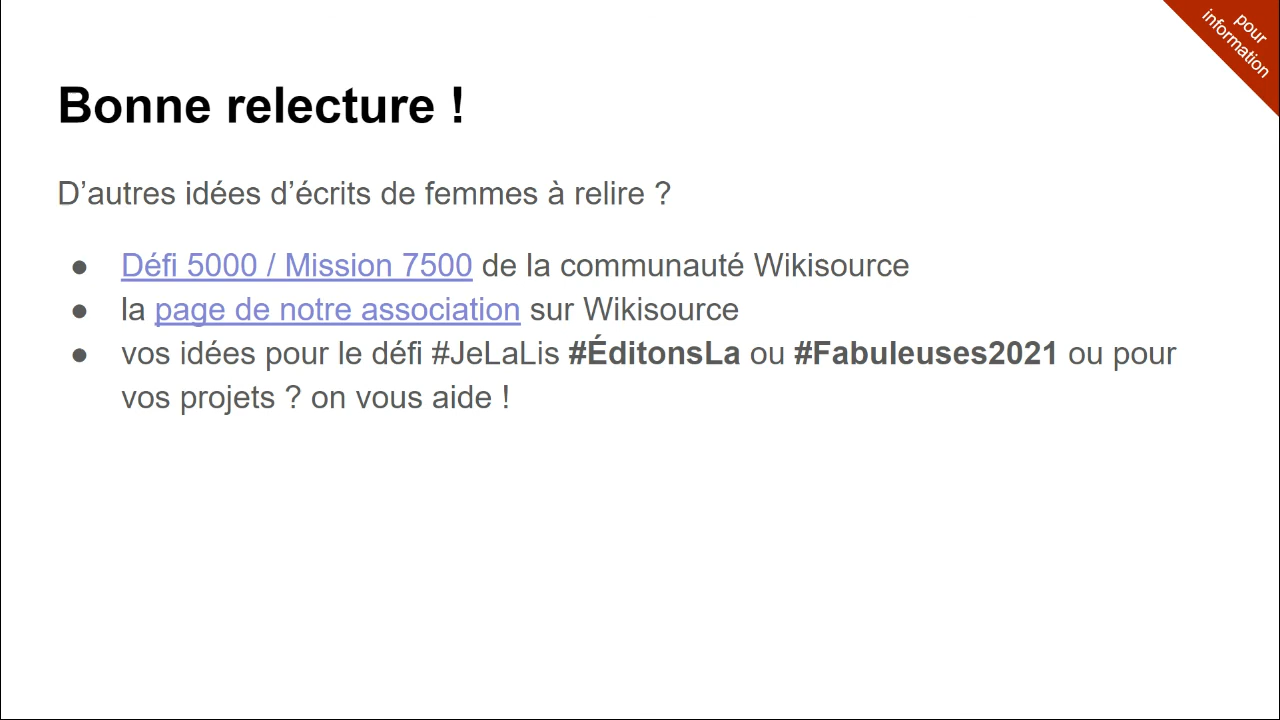 pour
information
Bonne relecture !
D’autres idées d’écrits de femmes à relire ?
● Défi 5000 / Mission 7500 de la communauté Wikisource
● la page de notre association sur Wikisource
● vos idées pour le défi #JeLaLis #ÉditonsLa ou #Fabuleuses2021 ou pour
vos projets ? on vous aide !